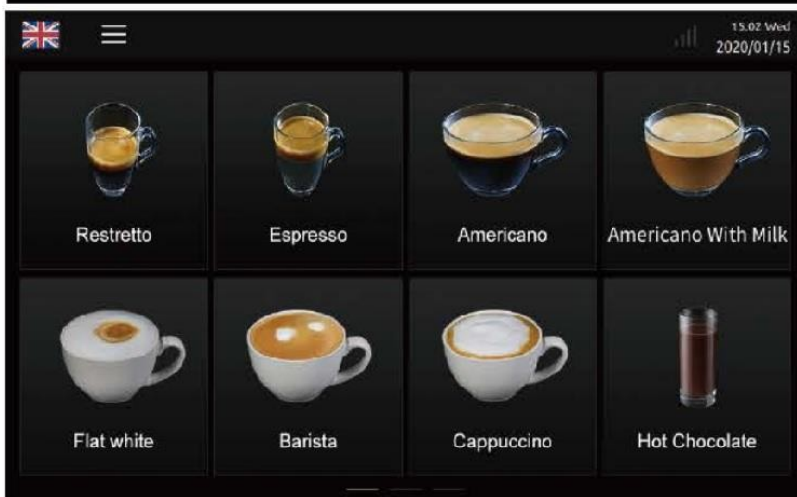 15.02 Wed
2020/01/15
Restretto
Espresso
Americano
Americano With Milk
Flat white
Barista
Cappuccino
Hot Chocolate